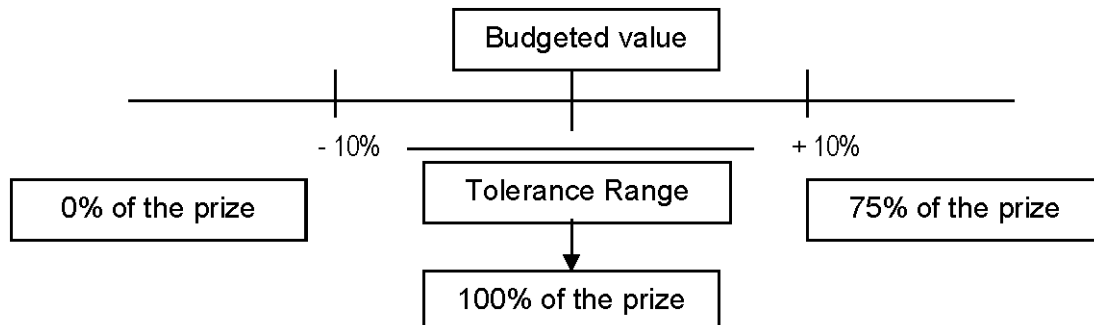 Budgeted value
- 10%
+ 10%
0% of the prize
Tolerance Range
75% of the prize
100% of the prize